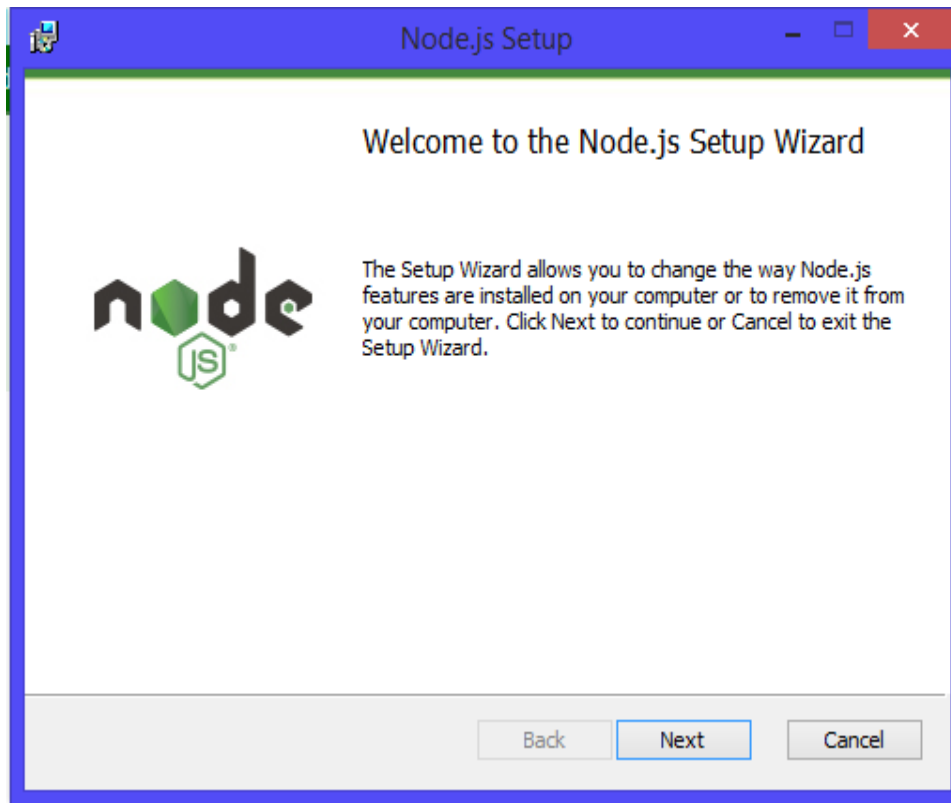 Node.js Setup
Welcome to the Node.js Setup Wizard
The Setup Wizard allows you to change the way Node.js
features are installed on your computer or to remove it from
your computer. Click Next to continue or Cancel to exit the
Setup Wizard.
node
JS
Back
Next
Cancel